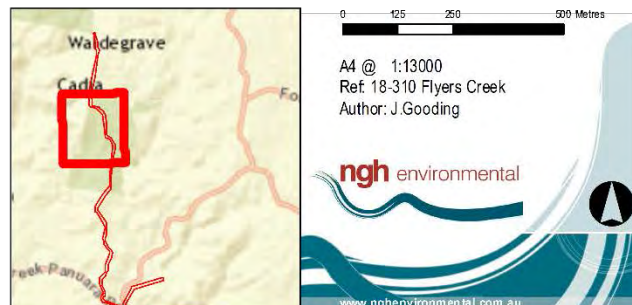 Waldegrave
Cadia
Fo
reek Panuara
0 125 250 500 Metres
A4 @ 1:13000
Ref: 18-310 Flyers Creek
Author: J.Gooding
ngh environmental
www.nghenvironmental.com.au